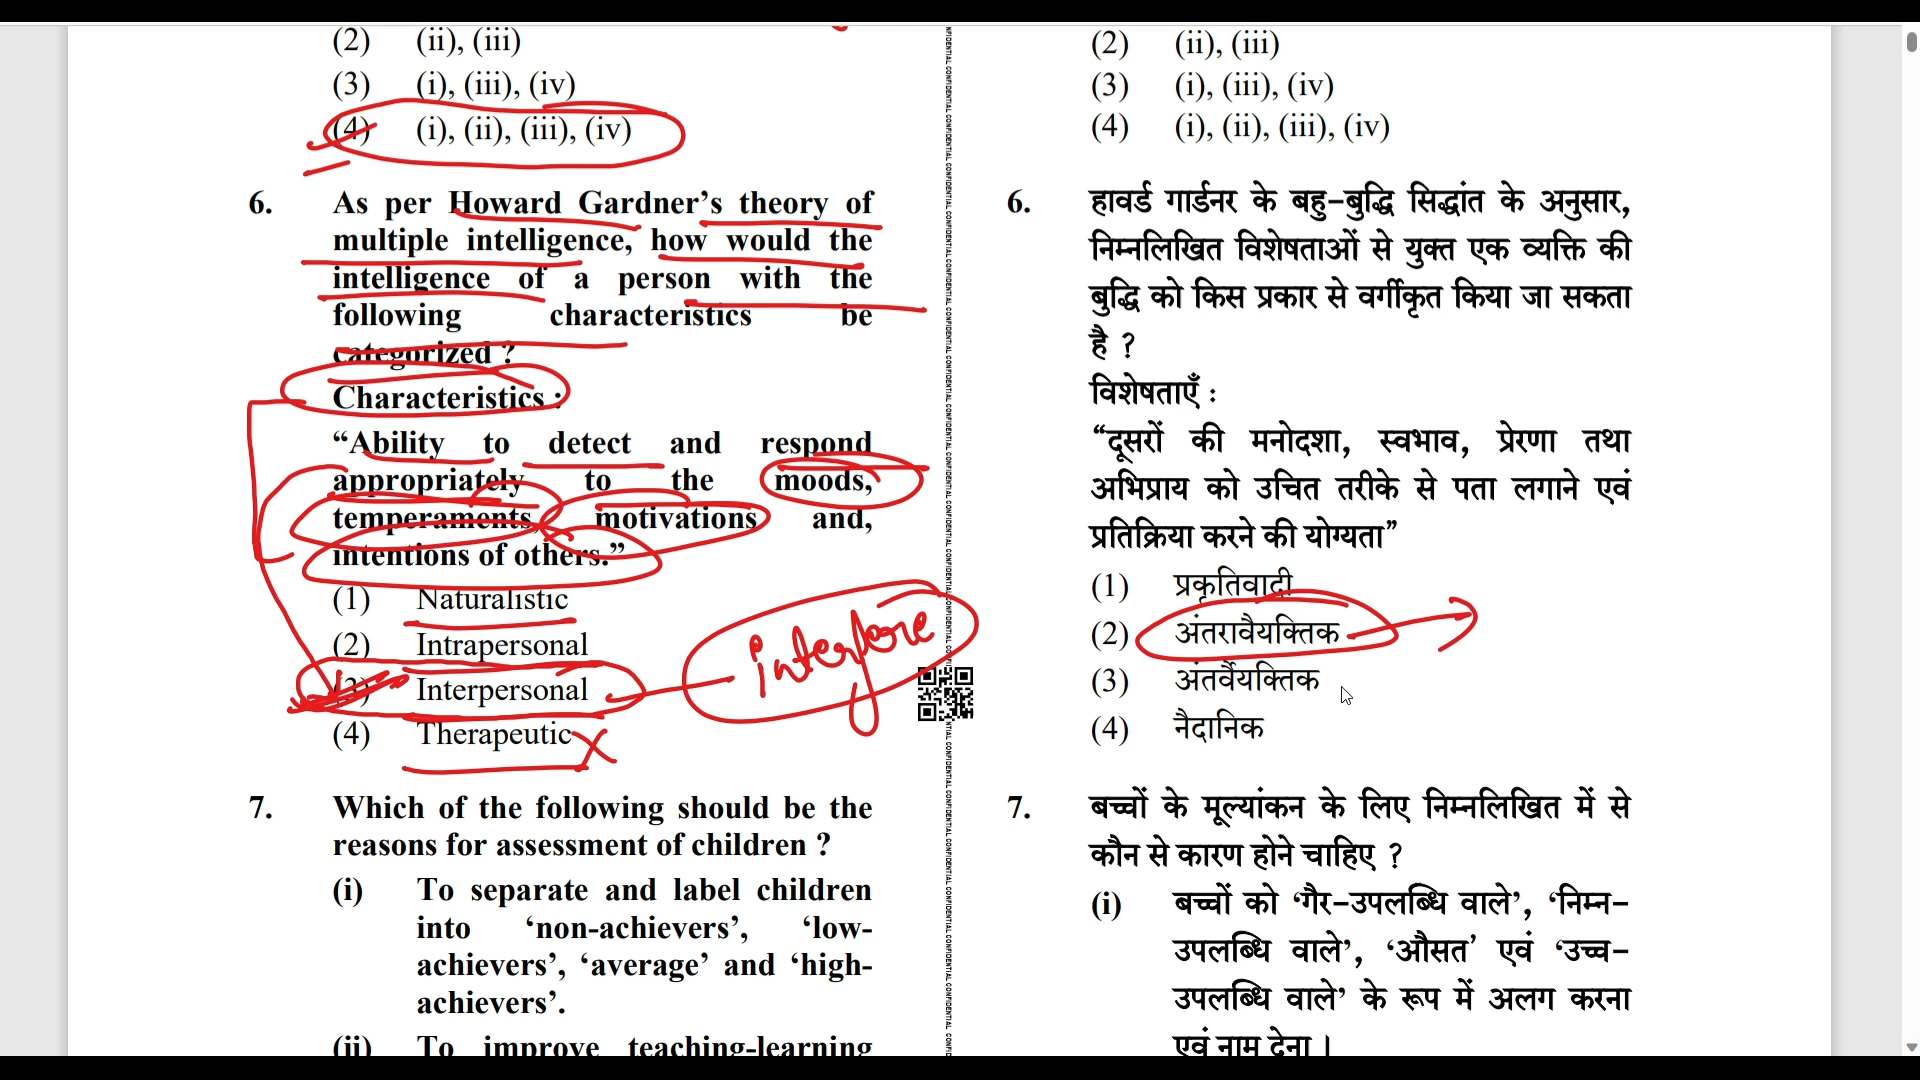 (2) (ii), (iii)
(3) (i), (iii), (iv)
(4) (i), (ii), (iii), (iv)
6. As per Howard Gardner's theory of
multiple intelligence, how would the
intelligence of a person with the
following characteristics be
categorized ?
Characteristics :
“Ability to detect and respond
appropriately to the moods,
temperaments, motivations and,
intentions of others.”
(1) Naturalistic
(2) Intrapersonal
(3) Interpersonal
(4) Therapeutic
7. Which of the following should be the
reasons for assessment of children ?
(i) To separate and label children
into ‘non-achievers’, ‘low-
achievers’, ‘average’ and ‘high-
achievers’.
(ii) To improve teaching-learning
(2) (ii), (iii)
(3) (i), (iii), (iv)
(4) (i), (ii), (iii), (iv)
6. हावर्ड गार्डनर के बहु-बुद्धि सिद्धांत के अनुसार,
निम्नलिखित विशेषताओं से युक्त एक व्यक्ति की
बुद्धि को किस प्रकार से वर्गीकृत किया जा सकता
है ?
विशेषताएँ :
“दूसरों की मनोदशा, स्वभाव, प्रेरणा तथा
अभिप्राय को उचित तरीके से पता लगाने एवं
प्रतिक्रिया करने की योग्यता”
(1) प्रकृतिवादी
(2) अंतरावैयक्तिक
(3) अंतर्वैयक्तिक
(4) नैदानिक
7. बच्चों के मूल्यांकन के लिए निम्नलिखित में से
कौन से कारण होने चाहिए ?
(i) बच्चों को ‘गैर-उपलब्धि वाले’, ‘निम्न-
उपलब्धि वाले’, ‘औसत’ एवं ‘उच्च-
उपलब्धि वाले’ के रूप में अलग करना
एवं नाम देना ।